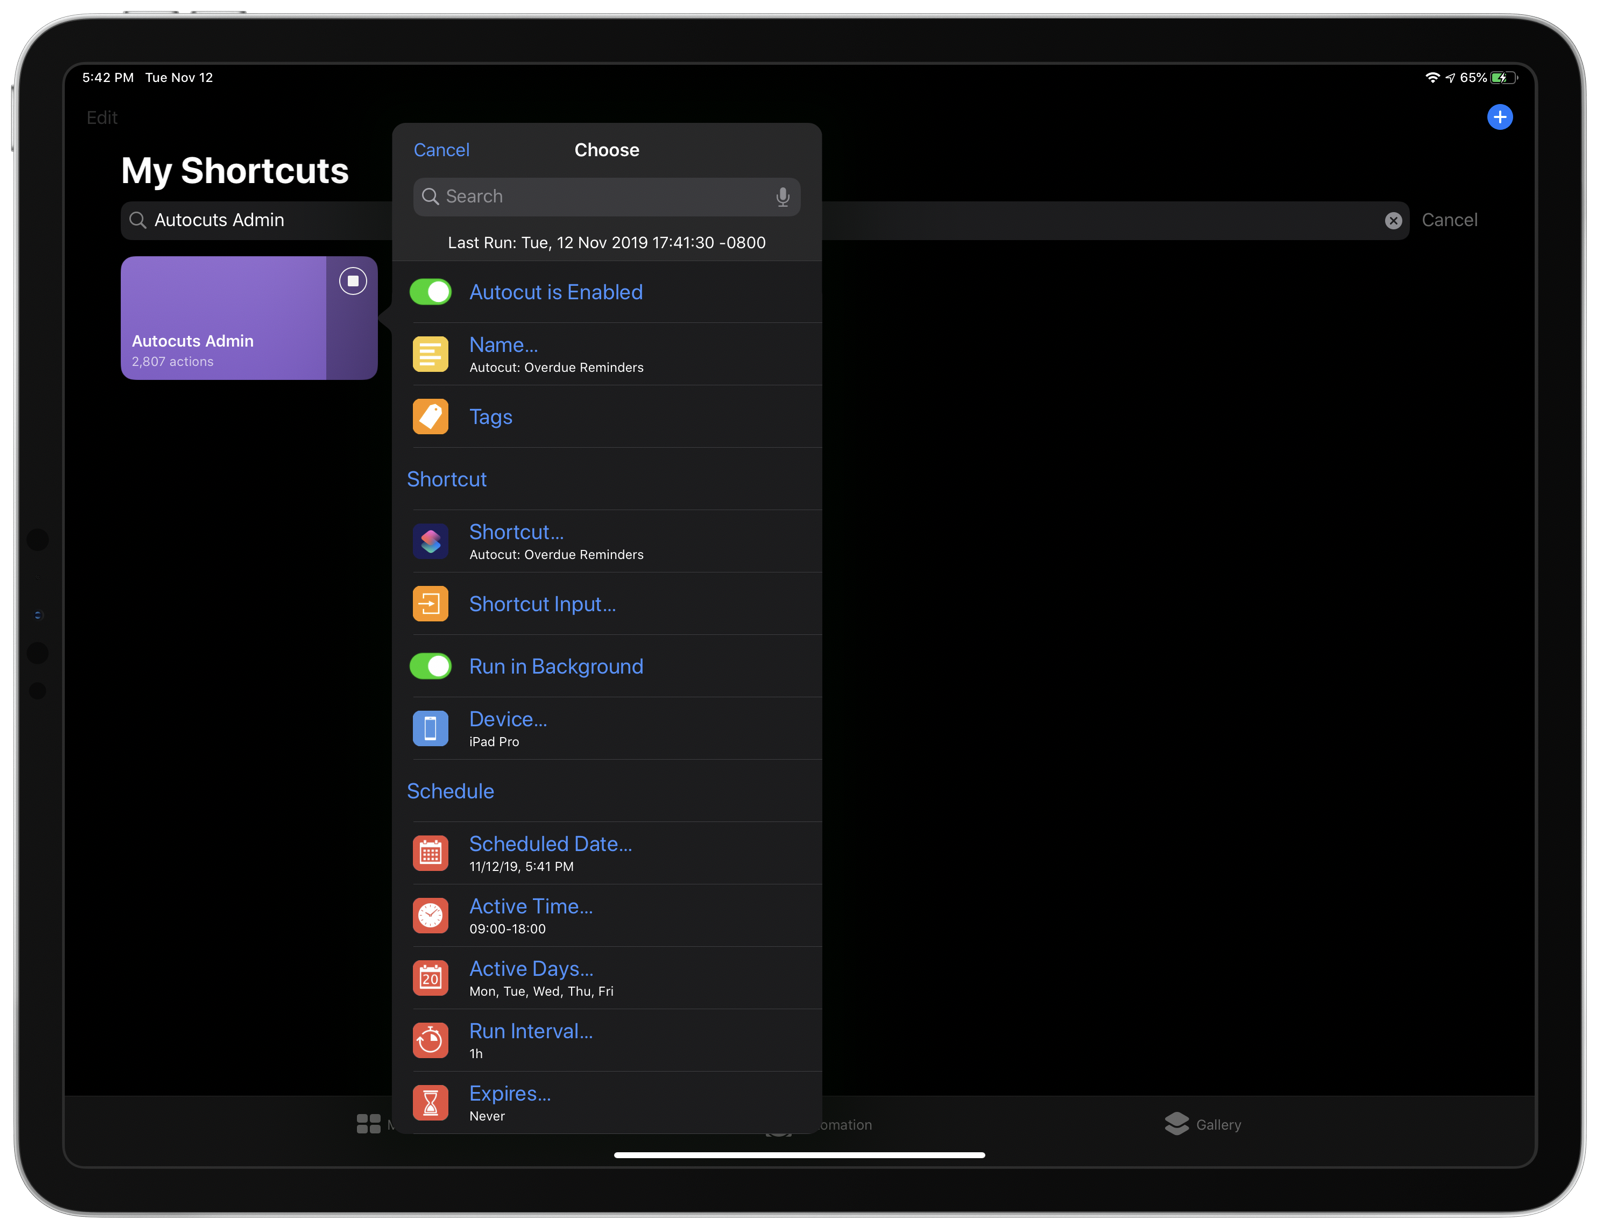 5:42 PM Tue Nov 12
65%
Edit
My Shortcuts
Autocuts Admin
Cancel
Autocuts Admin
2,807 actions
Cancel
Choose
Search
Last Run: Tue, 12 Nov 2019 17:41:30 -0800
Autocut is Enabled
Name...
Autocut: Overdue Reminders
Tags
Shortcut
Shortcut...
Autocut: Overdue Reminders
Shortcut Input...
Run in Background
Device...
iPad Pro
Schedule
Scheduled Date...
11/12/19, 5:41 PM
Active Time...
09:00-18:00
20
Active Days...
Mon, Tue, Wed, Thu, Fri
Run Interval...
1h
Expires...
Never
Gallery